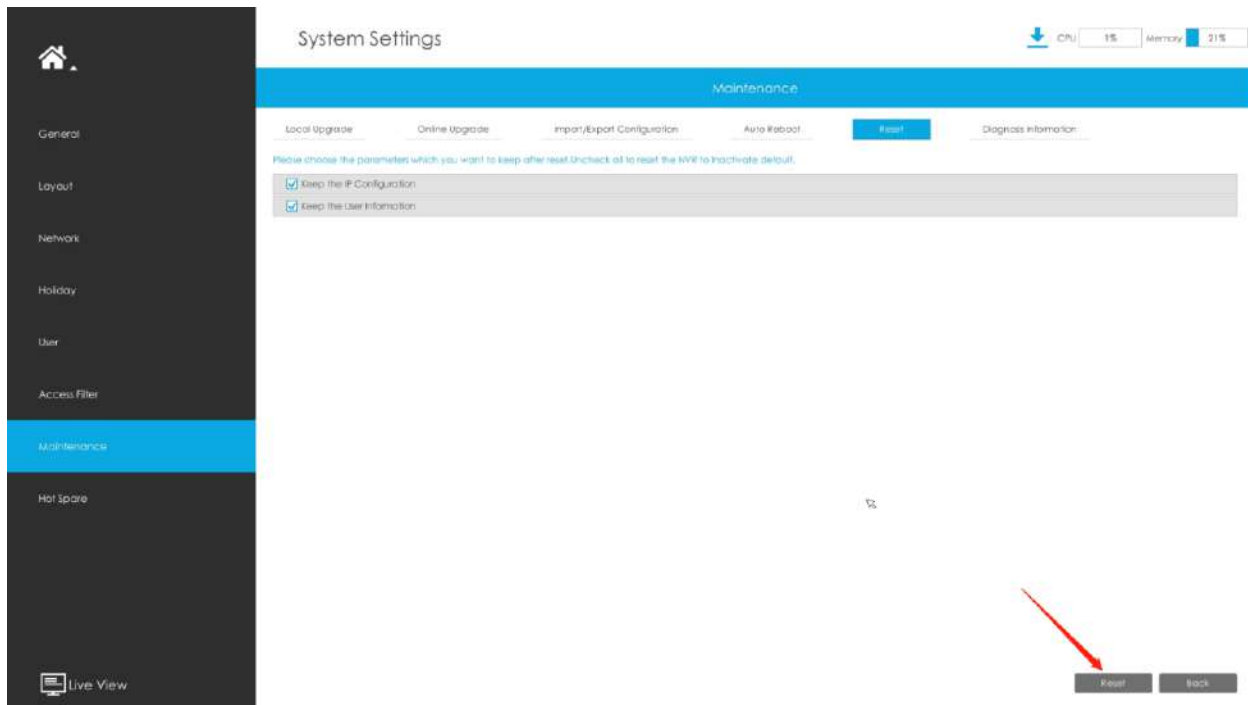 System Settings
CPU 1% Memory 21%
Maintenance
General
Layout
Network
Holiday
User
Access Filter
Maintenance
Hot Spare
Live View
Local Upgrade Online Upgrade Import/Export Configuration Auto Reboot Reset Diagnosis Information
Please choose the parameters which you want to keep after reset.Uncheck all to reset the NVR to inactivate default.
Keep the IP Configuration
Keep the User Information
Reset Back